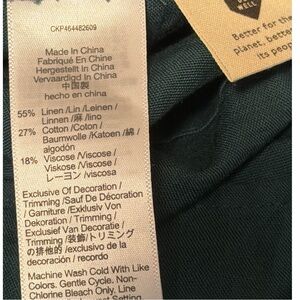 CKP464482609
Made In China
Fabriqué En Chine
Hergestellt In China
Vervaardigd In China
中国製
hecho en china
55% Linen /Lin /Leinen /
Linnen /麻 /lino
27% Cotton /Coton /
Baumwolle /Katoen /綿 /
algodón
18% Viscose /Viscose /
Viskose /Viscose /
レーヨン /viscosa
Exclusive Of Decoration /
Trimming /Sauf De Décoration
/ Garniture /Exklusiv Von
Dekoration / Trimming /
Exclusief Van Decoratie /
Trimming /装飾/トリミング
の排他的 /exclusivo de la
decoración / recordo
Machine Wash Cold With Like
Colors. Gentle Cycle. Non-
Chlorine Bleach Only. Line
Setting
WELL
Better for the
planet, better
its people